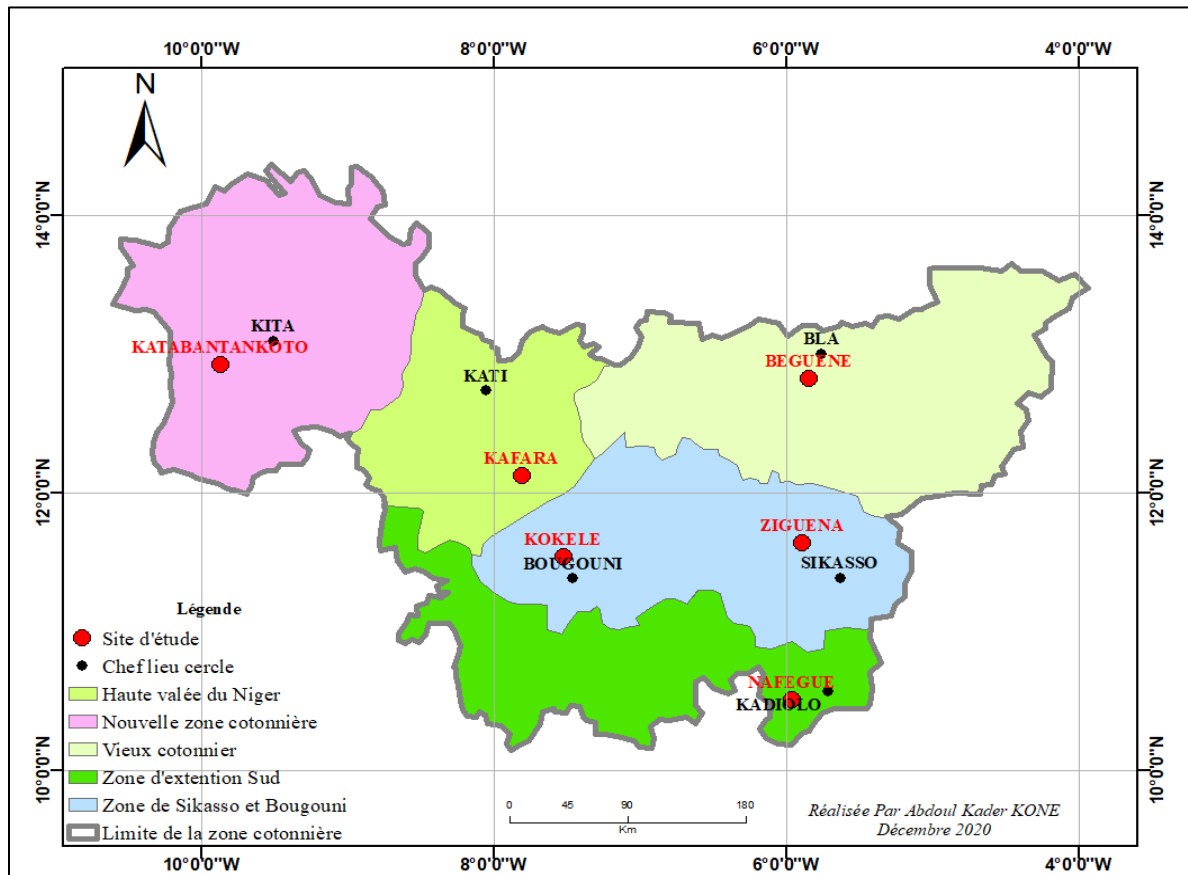 10°0'0"W 8°0'0"W 6°0'0"W 4°0'0"W
N
14°0'0"N 14°0'0"N
KITA
KATABANTANKOTO
BLA
BEGUENE
KATI
KAFARA
12°0'0"N 12°0'0"N
ZIGUENA
KOKELE
BOUGOUNI
SIKASSO
Légende
Site d'étude
Chef lieu cercle
Haute valée du Niger
Nouvelle zone cotonnière
Vieux cotonnier
Zone d'extention Sud
Zone de Sikasso et Bougouni
Limite de la zone cotonnière
NAFEGUE
KADIOLO
10°0'0"N 10°0'0"N
0 45 90 180
Km
Réalisée Par Abdoul Kader KONE
Décembre 2020
10°0'0"W 8°0'0"W 6°0'0"W 4°0'0"W